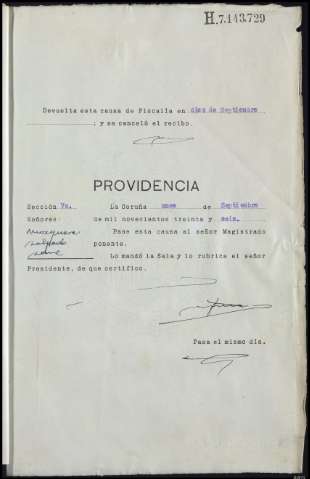 H.7.143.729
Devuelta esta causa de Fiscalía en diez de Septiembre
; y se canceló el recibo.
PROVIDENCIA
Sección La Coruña once de Septiembre
Señores: de mil novecientos treinta y seis.
Pase esta causa al señor Magistrado
ponente.
Lo mandó la Sala y lo rubrica el señor
Presidente, de que certifico.
Pasa el mismo día.